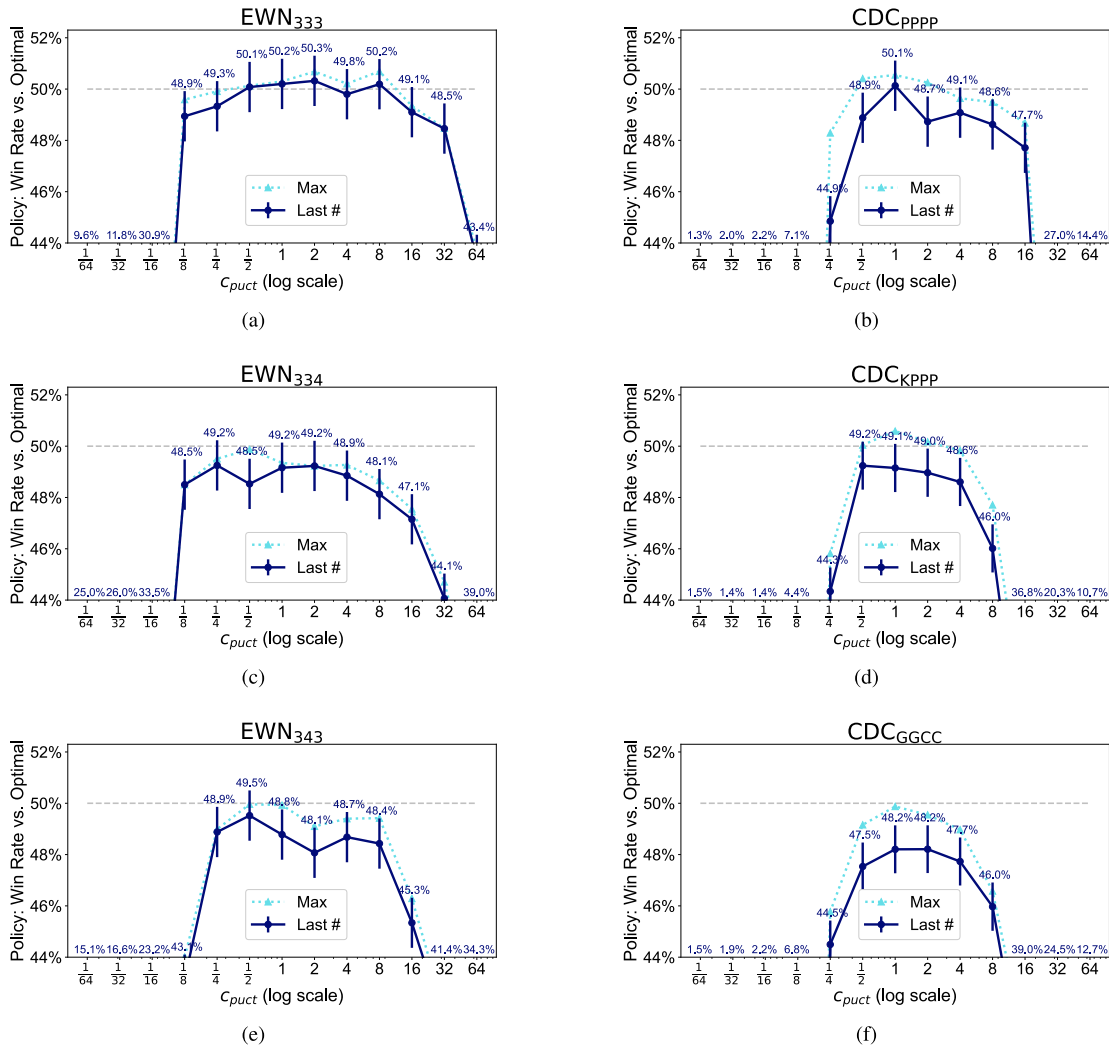 EWN333
Policy: Win Rate vs. Optimal
52%
50%
48%
46%
44%
9.6% 11.8% 30.9% 48.9% 49.3% 50.1% 50.2% 50.3% 49.8% 50.2% 49.1% 48.5% 43.4%
Max
Last #
1/64 1/32 1/16 1/8 1/4 1/2 1 2 4 8 16 32 64
c_puct (log scale)
(a)
CDCPPPP
Policy: Win Rate vs. Optimal
52%
50%
48%
46%
44%
1.3% 2.0% 2.2% 7.1% 44.9% 48.9% 50.1% 48.7% 49.1% 48.6% 47.7% 27.0% 14.4%
Max
Last #
1/64 1/32 1/16 1/8 1/4 1/2 1 2 4 8 16 32 64
c_puct (log scale)
(b)
EWN334
Policy: Win Rate vs. Optimal
52%
50%
48%
46%
44%
25.0% 26.0% 33.5% 48.5% 49.2% 48.5% 49.2% 49.2% 48.9% 48.1% 47.1% 44.1% 39.0%
Max
Last #
1/64 1/32 1/16 1/8 1/4 1/2 1 2 4 8 16 32 64
c_puct (log scale)
(c)
CDCKPPP
Policy: Win Rate vs. Optimal
52%
50%
48%
46%
44%
1.5% 1.4% 1.4% 4.4% 44.3% 49.2% 49.1% 49.0% 48.6% 46.0% 36.8% 20.3% 10.7%
Max
Last #
1/64 1/32 1/16 1/8 1/4 1/2 1 2 4 8 16 32 64
c_puct (log scale)
(d)
EWN343
Policy: Win Rate vs. Optimal
52%
50%
48%
46%
44%
15.1% 16.6% 23.2% 43.1% 48.9% 49.5% 48.8% 48.1% 48.7% 48.4% 45.3% 41.4% 34.3%
Max
Last #
1/64 1/32 1/16 1/8 1/4 1/2 1 2 4 8 16 32 64
c_puct (log scale)
(e)
CDCGGCC
Policy: Win Rate vs. Optimal
52%
50%
48%
46%
44%
1.5% 1.9% 2.2% 6.8% 44.5% 47.5% 48.2% 48.2% 47.7% 46.0% 39.0% 24.5% 12.7%
Max
Last #
1/64 1/32 1/16 1/8 1/4 1/2 1 2 4 8 16 32 64
c_puct (log scale)
(f)